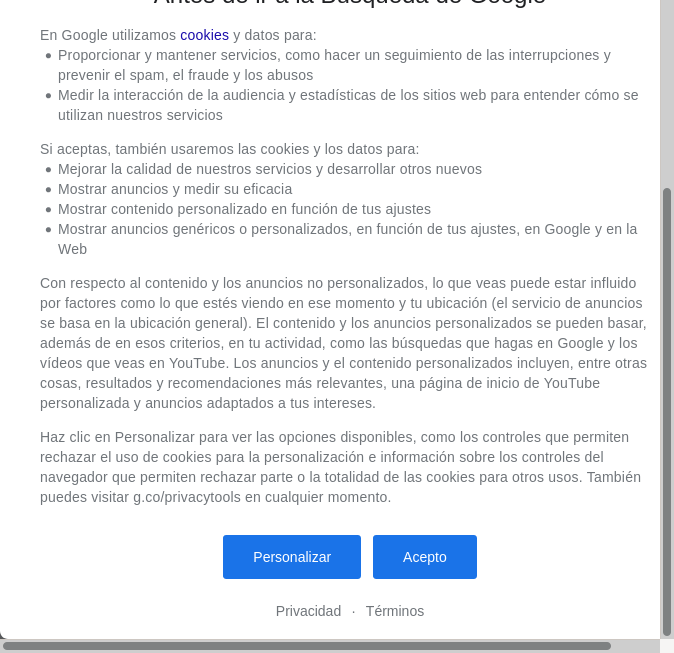 Antes de ir a la Búsqueda de Google
En Google utilizamos cookies y datos para:
Proporcionar y mantener servicios, como hacer un seguimiento de las interrupciones y
prevenir el spam, el fraude y los abusos
Medir la interacción de la audiencia y estadísticas de los sitios web para entender cómo se
utilizan nuestros servicios
Si aceptas, también usaremos las cookies y los datos para:
Mejorar la calidad de nuestros servicios y desarrollar otros nuevos
Mostrar anuncios y medir su eficacia
Mostrar contenido personalizado en función de tus ajustes
Mostrar anuncios genéricos o personalizados, en función de tus ajustes, en Google y en la
Web
Con respecto al contenido y los anuncios no personalizados, lo que veas puede estar influido
por factores como lo que estés viendo en ese momento y tu ubicación (el servicio de anuncios
se basa en la ubicación general). El contenido y los anuncios personalizados se pueden basar,
además de en esos criterios, en tu actividad, como las búsquedas que hagas en Google y los
vídeos que veas en YouTube. Los anuncios y el contenido personalizados incluyen, entre otras
cosas, resultados y recomendaciones más relevantes, una página de inicio de YouTube
personalizada y anuncios adaptados a tus intereses.
Haz clic en Personalizar para ver las opciones disponibles, como los controles que permiten
rechazar el uso de cookies para la personalización e información sobre los controles del
navegador que permiten rechazar parte o la totalidad de las cookies para otros usos. También
puedes visitar g.co/privacytools en cualquier momento.
Personalizar Acepto
Privacidad · Términos